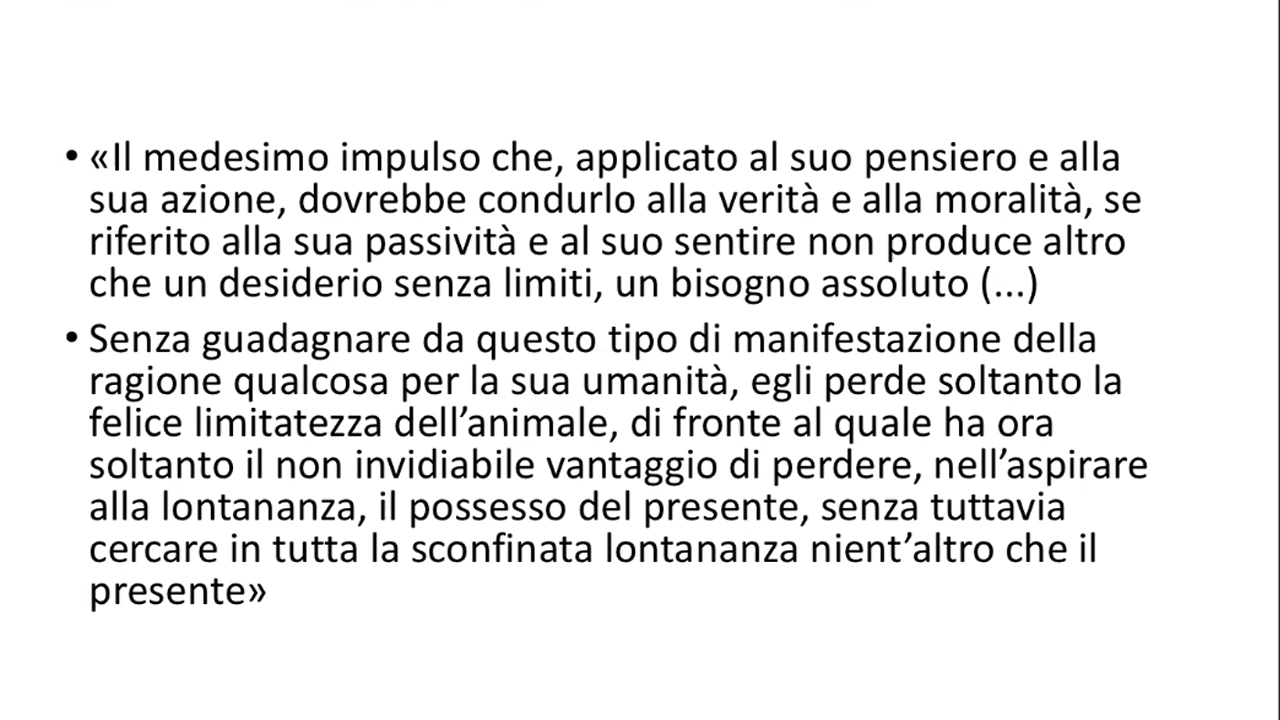 • «Il medesimo impulso che, applicato al suo pensiero e alla
sua azione, dovrebbe condurlo alla verità e alla moralità, se
riferito alla sua passività e al suo sentire non produce altro
che un desiderio senza limiti, un bisogno assoluto (...)
• Senza guadagnare da questo tipo di manifestazione della
ragione qualcosa per la sua umanità, egli perde soltanto la
felice limitatezza dell’animale, di fronte al quale ha ora
soltanto il non invidiabile vantaggio di perdere, nell’aspirare
alla lontananza, il possesso del presente, senza tuttavia
cercare in tutta la sconfinata lontananza nient’altro che il
presente»